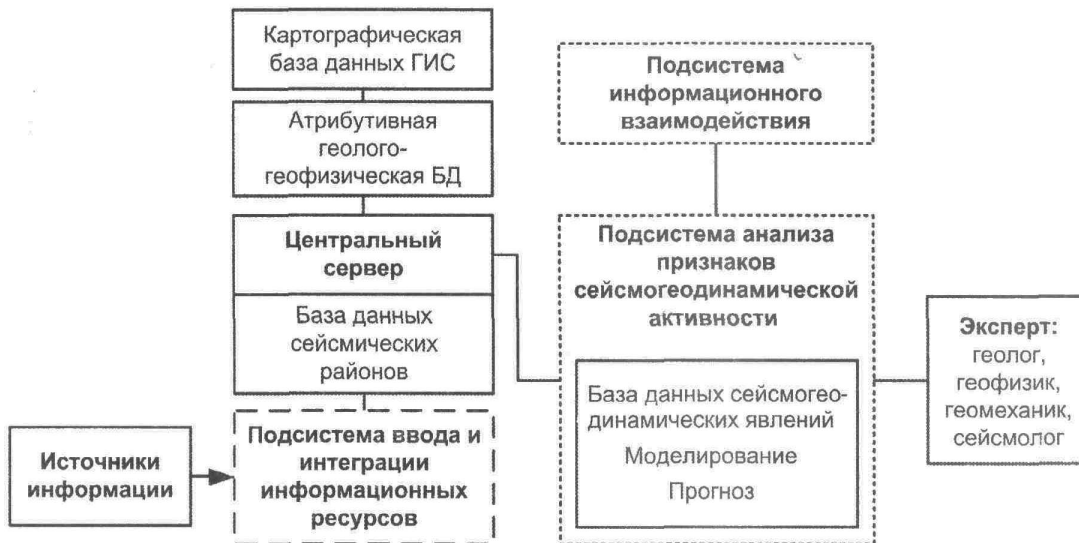 Картографическая
база данных ГИС
Атрибутивная
геолого-
геофизическая БД
Центральный
сервер
База данных
сейсмических
районов
Подсистема ввода и
интеграции
информационных
ресурсов
Источники
информации
Подсистема
информационного
взаимодействия
Подсистема анализа
признаков
сейсмогеодинамической
активности
База данных сейсмогео-
динамических явлений
Моделирование
Прогноз
Эксперт:
геолог,
геофизик,
геомеханик,
сейсмолог